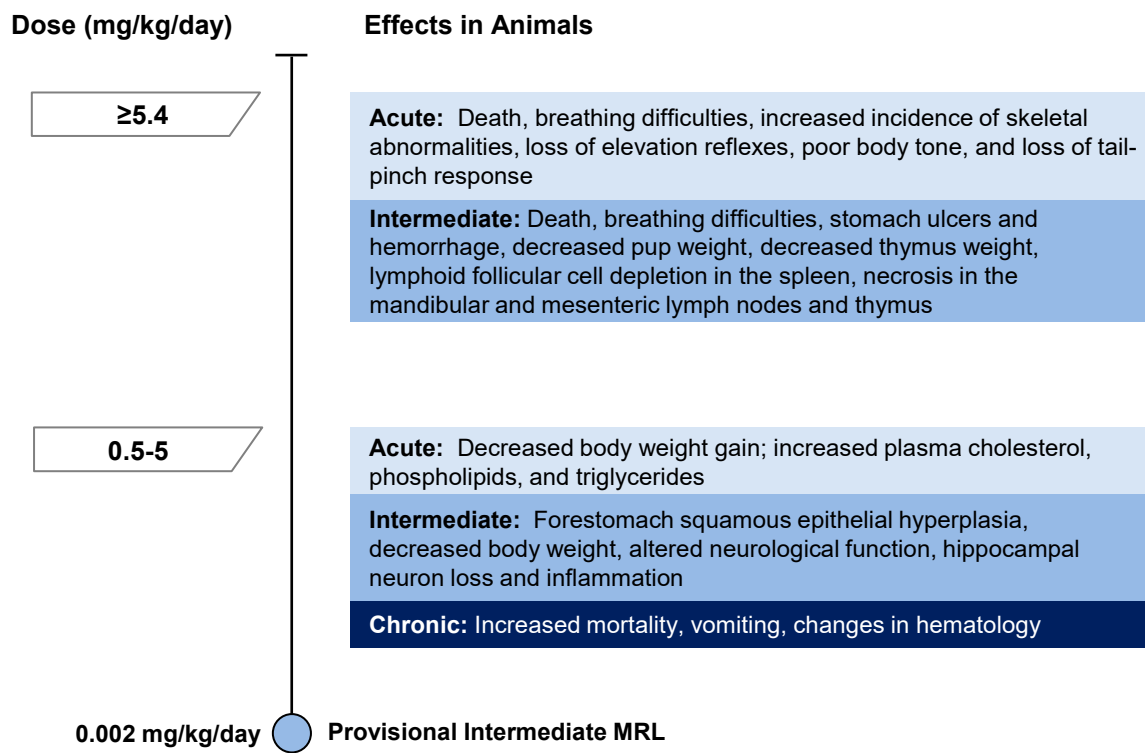 Dose (mg/kg/day)
Effects in Animals
≥5.4
Acute: Death, breathing difficulties, increased incidence of skeletal
abnormalities, loss of elevation reflexes, poor body tone, and loss of tail-
pinch response
Intermediate: Death, breathing difficulties, stomach ulcers and
hemorrhage, decreased pup weight, decreased thymus weight,
lymphoid follicular cell depletion in the spleen, necrosis in the
mandibular and mesenteric lymph nodes and thymus
0.5-5
Acute: Decreased body weight gain; increased plasma cholesterol,
phospholipids, and triglycerides
Intermediate: Forestomach squamous epithelial hyperplasia,
decreased body weight, altered neurological function, hippocampal
neuron loss and inflammation
Chronic: Increased mortality, vomiting, changes in hematology
0.002 mg/kg/day
Provisional Intermediate MRL